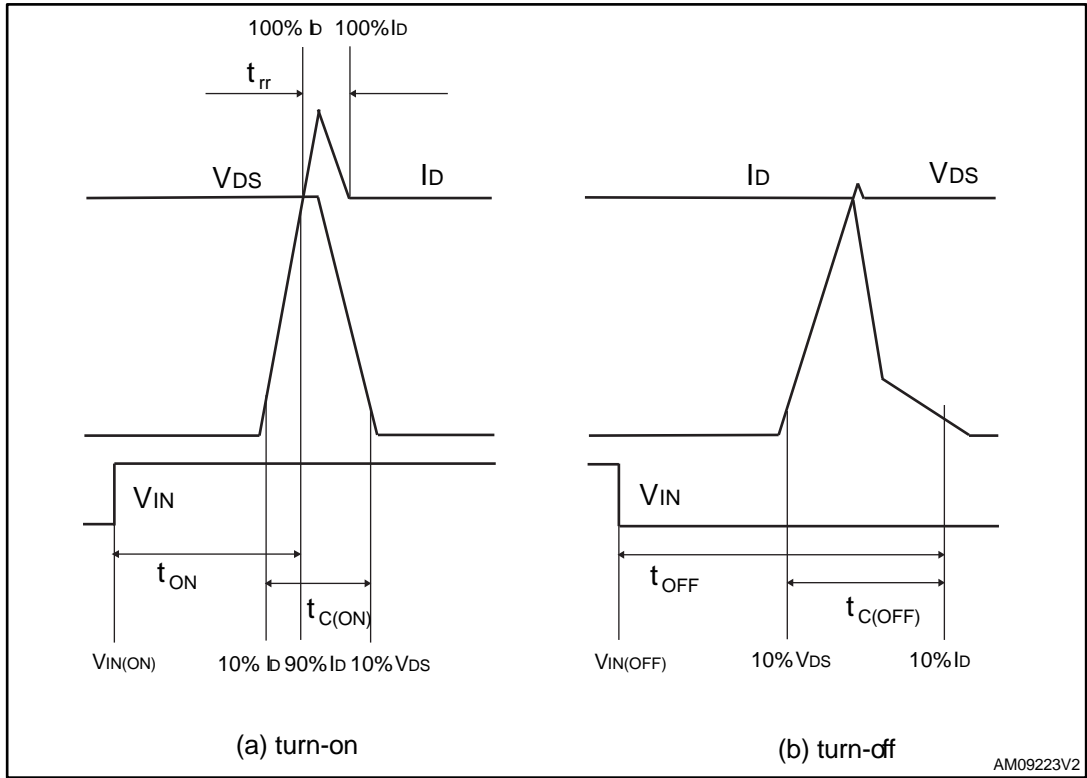 100% ID 100% ID
trr
VDS ID
ID VDS
VIN
VIN
tON
tOFF
tC(ON)
tC(OFF)
VIN(ON) 10% ID 90% ID 10% VDS
VIN(OFF) 10% VDS 10% ID
(a) turn-on
(b) turn-off
AM09223V2